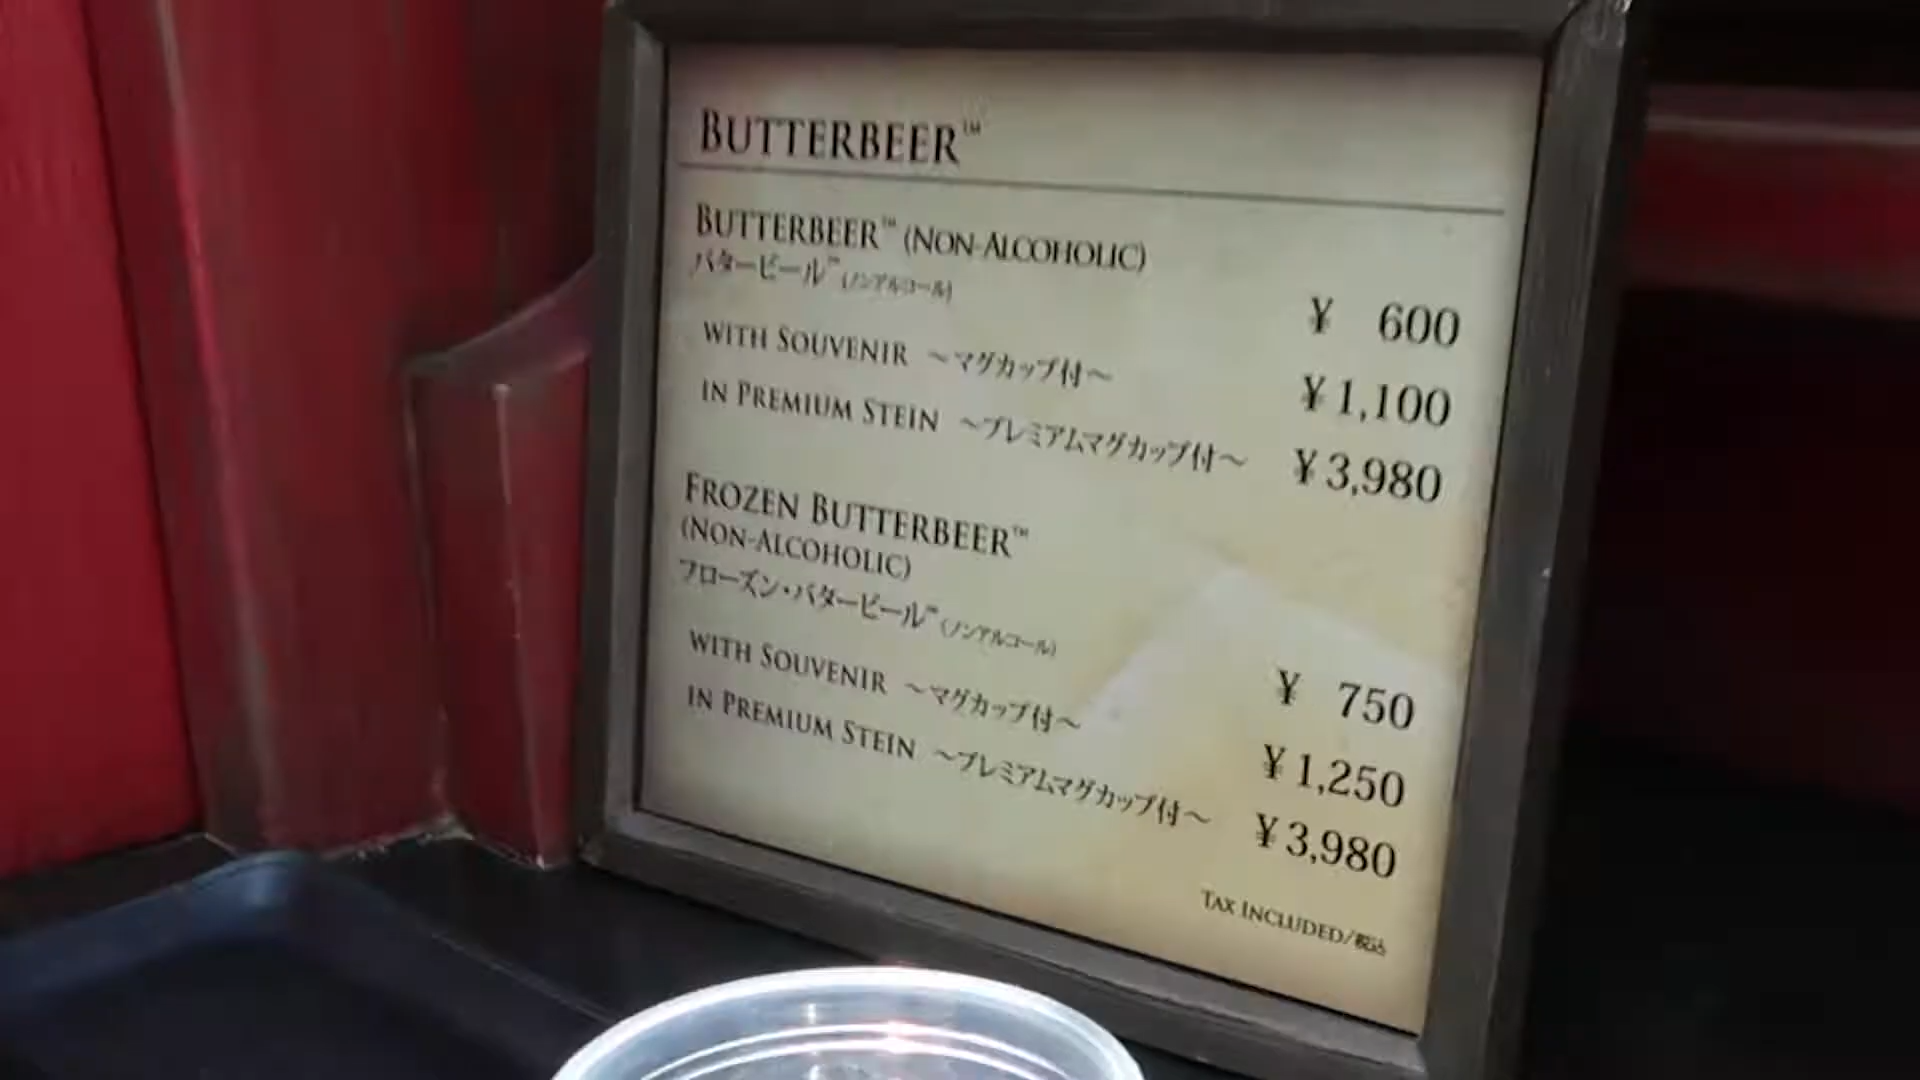 BUTTERBEER™
BUTTERBEER™ (NON-ALCOHOLIC)
バタービール™ (ノンアルコール)
¥ 600
WITH SOUVENIR ～マグカップ付～ ¥1,100
IN PREMIUM STEIN ～プレミアムマグカップ付～ ¥3,980
FROZEN BUTTERBEER™
(NON-ALCOHOLIC)
フローズン・バタービール™ (ノンアルコール)
¥ 750
WITH SOUVENIR ～マグカップ付～ ¥1,250
IN PREMIUM STEIN ～プレミアムマグカップ付～ ¥3,980
TAX INCLUDED/税込